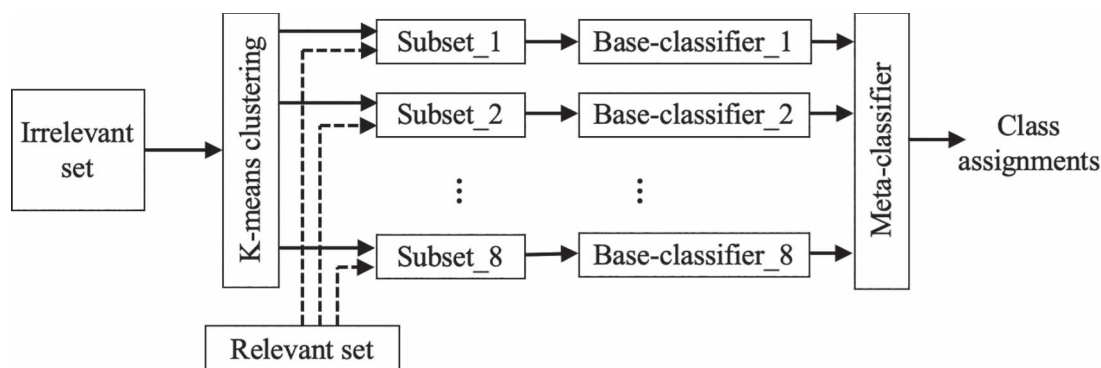 Irrelevant
set
K-means clustering
Subset_1
Base-classifier_1
Subset_2
Base-classifier_2
Subset_8
Base-classifier_8
Relevant set
Meta-classifier
Class
assignments